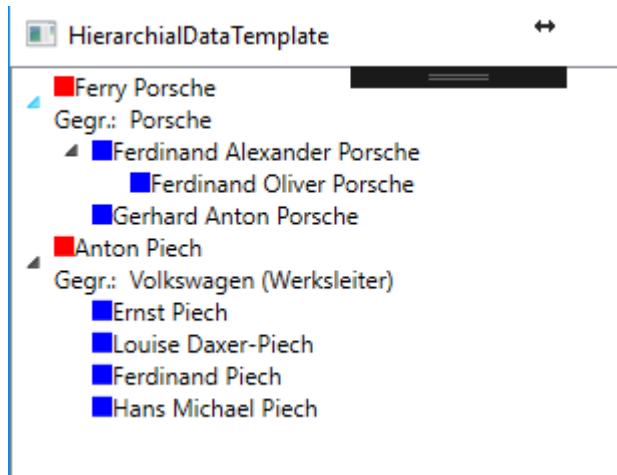 HierarchialDataTemplate
Ferry Porsche
Gegr.: Porsche
Ferdinand Alexander Porsche
Ferdinand Oliver Porsche
Gerhard Anton Porsche
Anton Piech
Gegr.: Volkswagen (Werksleiter)
Ernst Piech
Louise Daxer-Piech
Ferdinand Piech
Hans Michael Piech